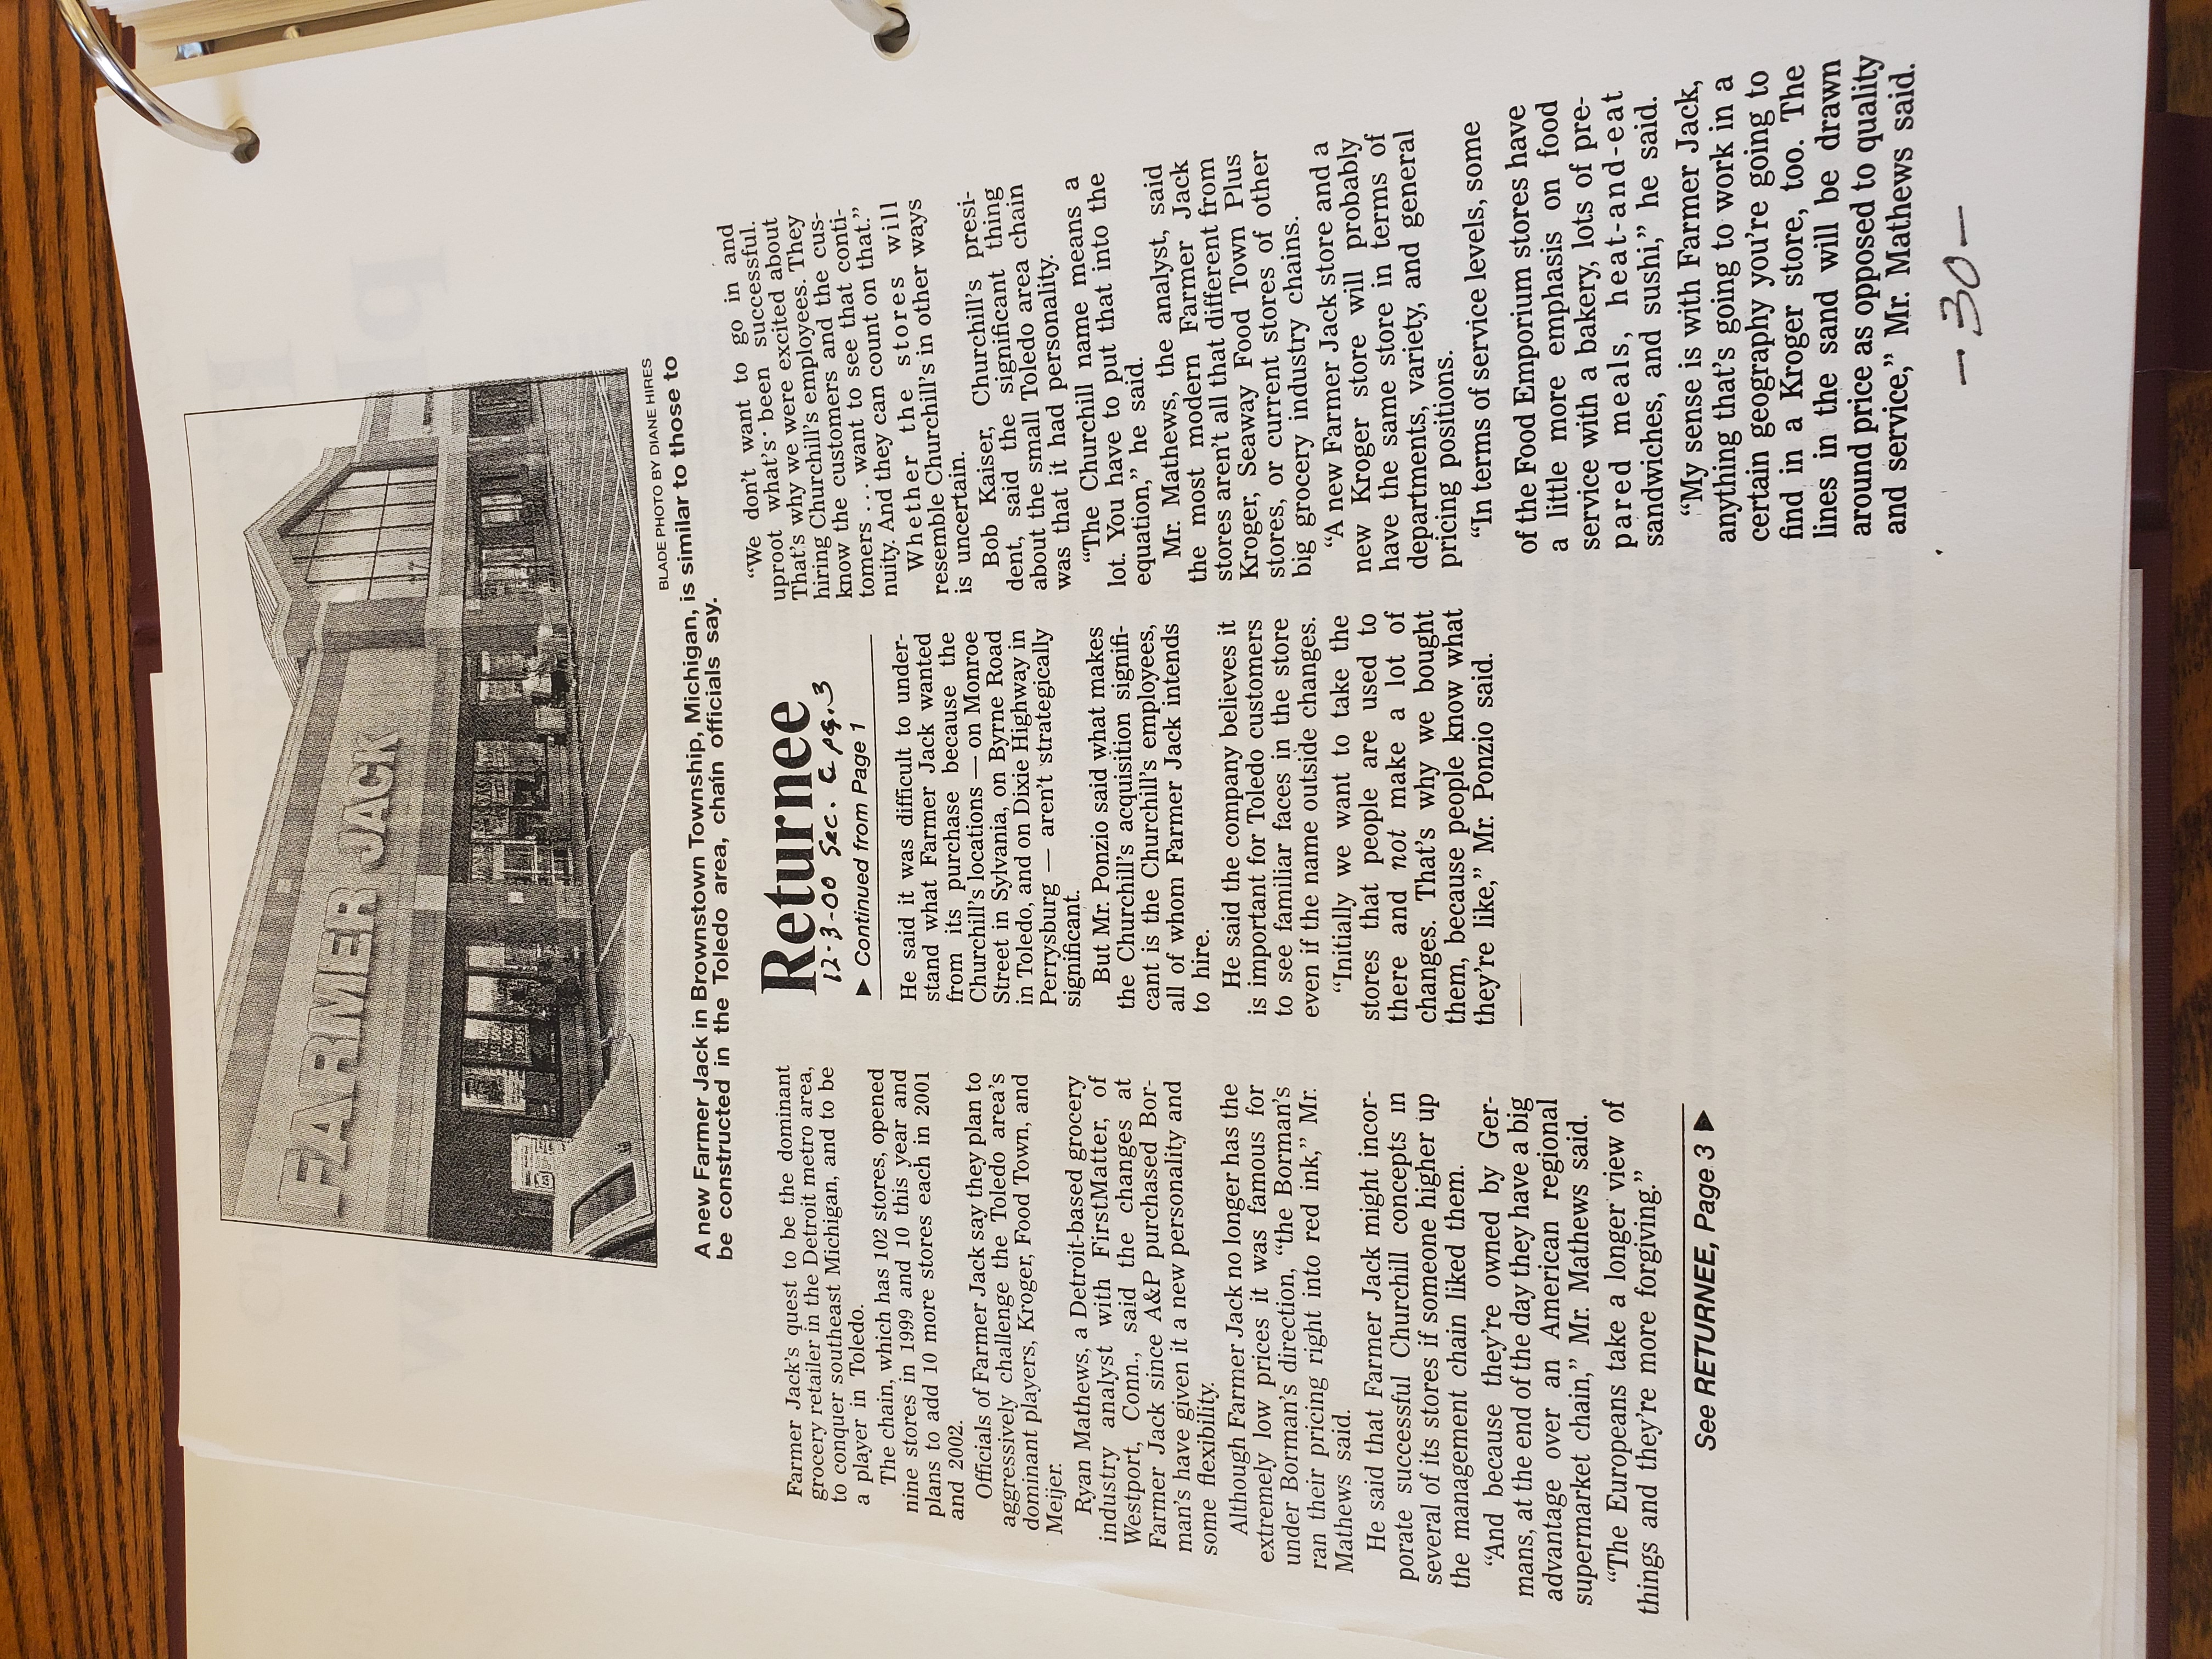 FARMER JACK
BLADE PHOTO BY DIANE HIRES
A new Farmer Jack in Brownstown Township, Michigan, is similar to those to
be constructed in the Toledo area, chain officials say.
Farmer Jack's quest to be the dominant
grocery retailer in the Detroit metro area,
to conquer southeast Michigan, and to be
a player in Toledo.
The chain, which has 102 stores, opened
nine stores in 1999 and 10 this year and
plans to add 10 more stores each in 2001
and 2002.
Officials of Farmer Jack say they plan to
aggressively challenge the Toledo area's
dominant players, Kroger, Food Town, and
Meijer.
Ryan Mathews, a Detroit-based grocery
industry analyst with FirstMatter, of
Westport, Conn., said the changes at
Farmer Jack since A&P purchased Bor-
man's have given it a new personality and
some flexibility.
Although Farmer Jack no longer has the
extremely low prices it was famous for
under Borman's direction, “the Borman's
ran their pricing right into red ink,” Mr.
Mathews said.
He said that Farmer Jack might incor-
porate successful Churchill concepts in
several of its stores if someone higher up
the management chain liked them.
“And because they're owned by Ger-
mans, at the end of the day they have a big
advantage over an American regional
supermarket chain,” Mr. Mathews said.
“The Europeans take a longer view of
things and they're more forgiving.”
See RETURNEE, Page 3 ▶
Returnee
12-3-00 Sec. C pg. 3
▶ Continued from Page 1
He said it was difficult to under-
stand what Farmer Jack wanted
from its purchase because the
Churchill's locations — on Monroe
Street in Sylvania, on Byrne Road
in Toledo, and on Dixie Highway in
Perrysburg — aren't strategically
significant.
But Mr. Ponzio said what makes
the Churchill's acquisition signifi-
cant is the Churchill's employees,
all of whom Farmer Jack intends
to hire.
He said the company believes it
is important for Toledo customers
to see familiar faces in the store
even if the name outside changes.
“Initially we want to take the
stores that people are used to
there and not make a lot of
changes. That's why we bought
them, because people know what
they're like,” Mr. Ponzio said.
“We don't want to go in and
uproot what's been successful.
That's why we were excited about
hiring Churchill's employees. They
know the customers and the cus-
tomers . . . want to see that conti-
nuity. And they can count on that.”
Whether the stores will
resemble Churchill's in other ways
is uncertain.
Bob Kaiser, Churchill's presi-
dent, said the significant thing
about the small Toledo area chain
was that it had personality.
“The Churchill name means a
lot. You have to put that into the
equation,” he said.
Mr. Mathews, the analyst, said
the most modern Farmer Jack
stores aren't all that different from
Kroger, Seaway Food Town Plus
stores, or current stores of other
big grocery industry chains.
“A new Farmer Jack store and a
new Kroger store will probably
have the same store in terms of
departments, variety, and general
pricing positions.
“In terms of service levels, some
of the Food Emporium stores have
a little more emphasis on food
service with a bakery, lots of pre-
pared meals, heat-and-eat
sandwiches, and sushi,” he said.
“My sense is with Farmer Jack,
anything that's going to work in a
certain geography you're going to
find in a Kroger store, too. The
lines in the sand will be drawn
around price as opposed to quality
and service,” Mr. Mathews said.
— 30 —